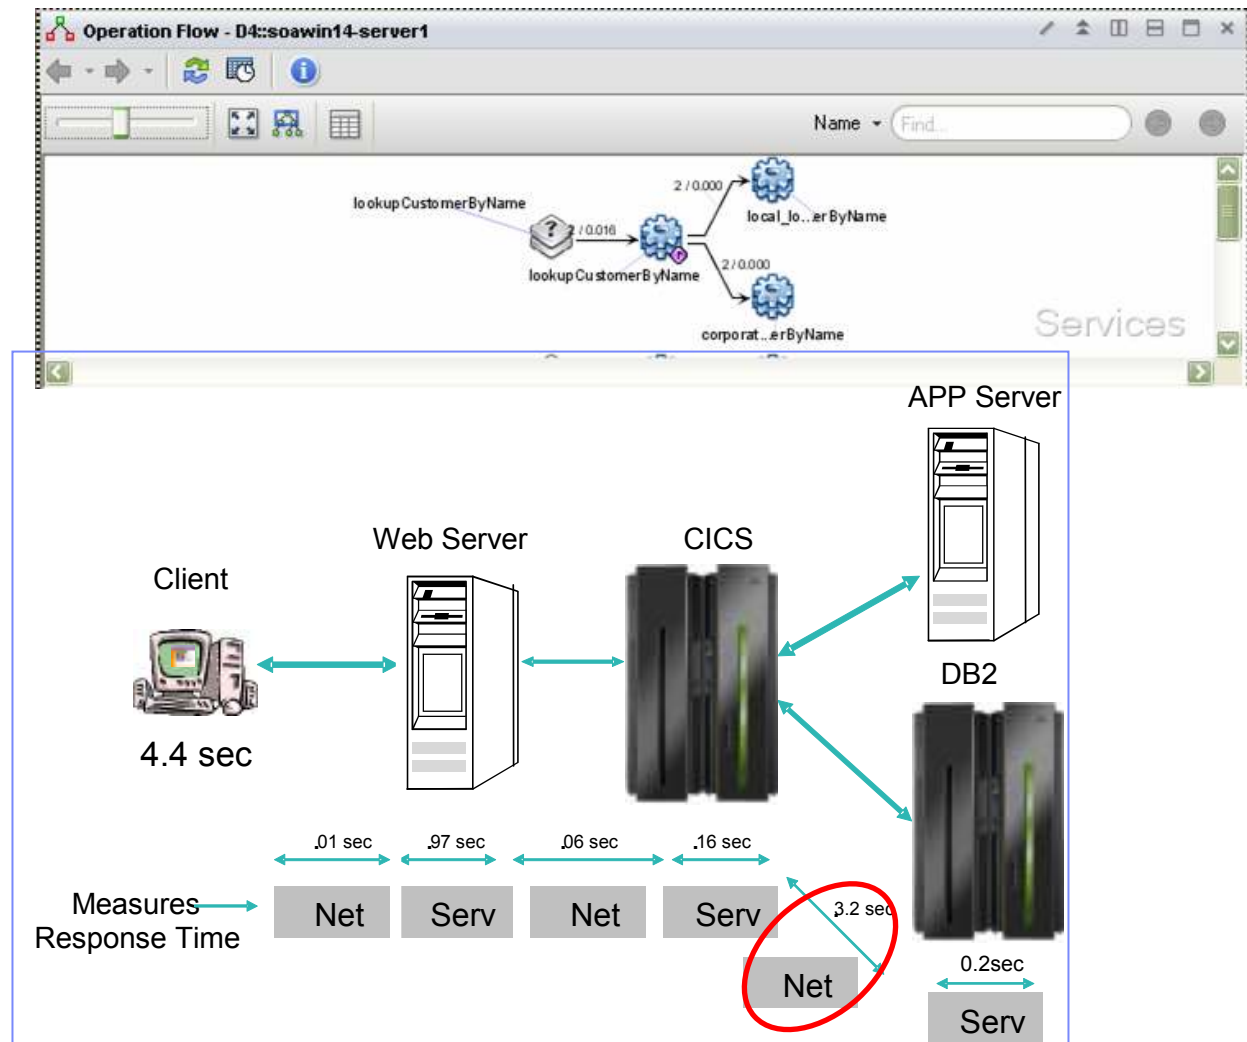 Operation Flow - D4::soawin14-server1
Name
Find...
lookupCustomerByName
2 / 0.016
lookupCustomerByName
2 / 0.000
local_lo...erByName
2 / 0.000
corporat...erByName
Services
APP Server
Web Server
CICS
Client
DB2
4.4 sec
.01 sec
.97 sec
.06 sec
.16 sec
Measures
Response Time
Net
Serv
Net
Serv
.3.2 sec
Net
0.2sec
Serv